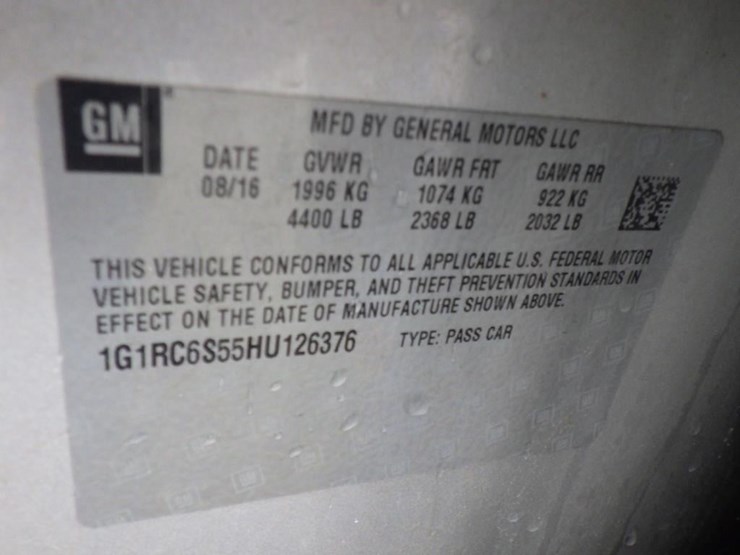 GM
MFD BY GENERAL MOTORS LLC
DATE GVWR GAWR FRT GAWR RR
08/16 1996 KG 1074 KG 922 KG
4400 LB 2368 LB 2032 LB
THIS VEHICLE CONFORMS TO ALL APPLICABLE U.S. FEDERAL MOTOR
VEHICLE SAFETY, BUMPER, AND THEFT PREVENTION STANDARDS IN
EFFECT ON THE DATE OF MANUFACTURE SHOWN ABOVE.
1G1RC6S55HU126376 TYPE: PASS CAR